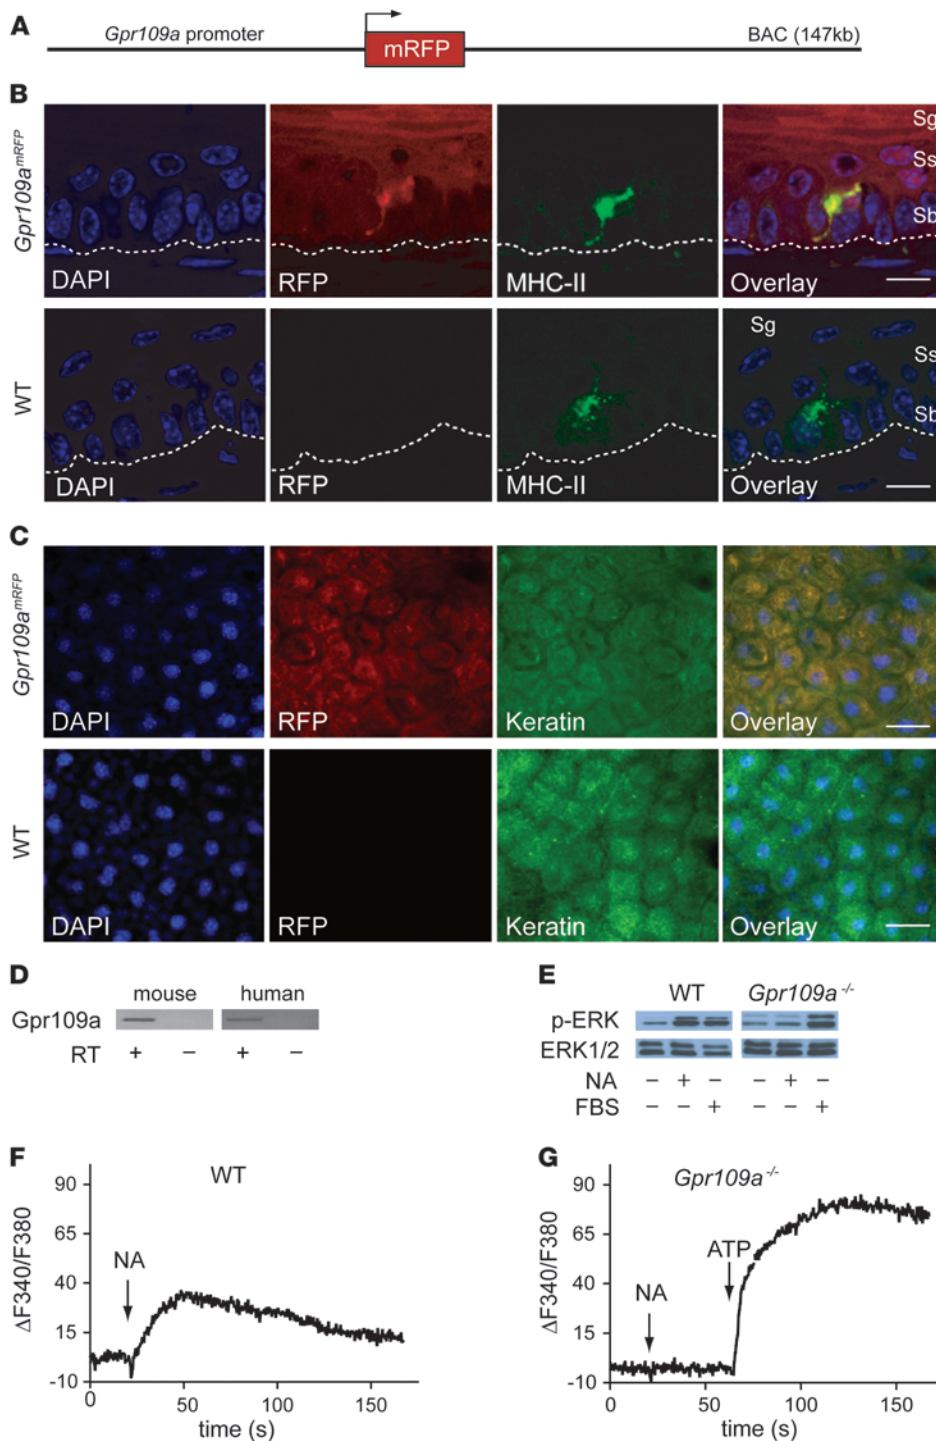 A
Gpr109a promoter
mRFP
BAC (147kb)
B
Gpr109a^mRFP
DAPI
RFP
MHC-II
Overlay
Sg
Ss
Sb
WT
DAPI
RFP
MHC-II
Overlay
Sg
Ss
Sb
C
Gpr109a^mRFP
DAPI
RFP
Keratin
Overlay
WT
DAPI
RFP
Keratin
Overlay
D
mouse human
Gpr109a
RT + – + –
E
WT Gpr109a^-/-
p-ERK
ERK1/2
NA – + – – + –
FBS – – + – – +
F
WT
ΔF340/F380
90
65
40
15
-10
NA
0 50 100 150
time (s)
G
Gpr109a^-/-
ΔF340/F380
90
65
40
15
-10
NA
ATP
0 50 100 150
time (s)